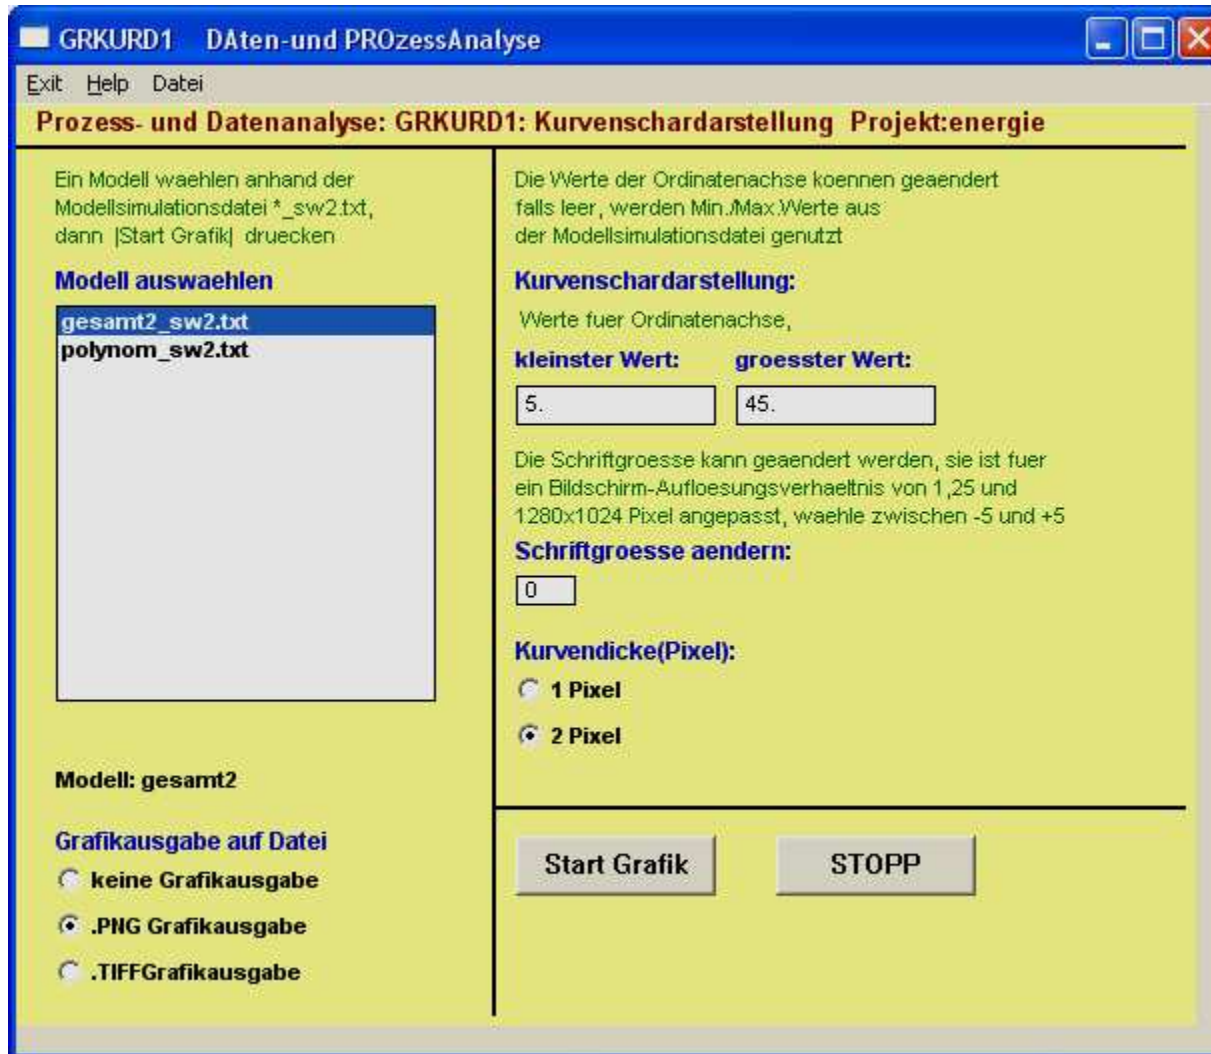 GRKURD1 DAten-und PROzessAnalyse
Exit Help Datei
Prozess- und Datenanalyse: GRKURD1: Kurvenschardarstellung Projekt:energie
Ein Modell waehlen anhand der
Modellsimulationsdatei *_sw2.txt,
dann |Start Grafik| druecken
Modell auswaehlen
gesamt2_sw2.txt
polynom_sw2.txt
Modell: gesamt2
Grafikausgabe auf Datei
keine Grafikausgabe
.PNG Grafikausgabe
.TIFFGrafikausgabe
Die Werte der Ordinatenachse koennen geaendert
falls leer, werden Min./Max.Werte aus
der Modellsimulationsdatei genutzt
Kurvenschardarstellung:
Werte fuer Ordinatenachse,
kleinster Wert: groesster Wert:
5. 45.
Die Schriftgroesse kann geaendert werden, sie ist fuer
ein Bildschirm-Aufloesungsverhaeltnis von 1,25 und
1280x1024 Pixel angepasst, waehle zwischen -5 und +5
Schriftgroesse aendern:
0
Kurvendicke(Pixel):
1 Pixel
2 Pixel
Start Grafik STOPP